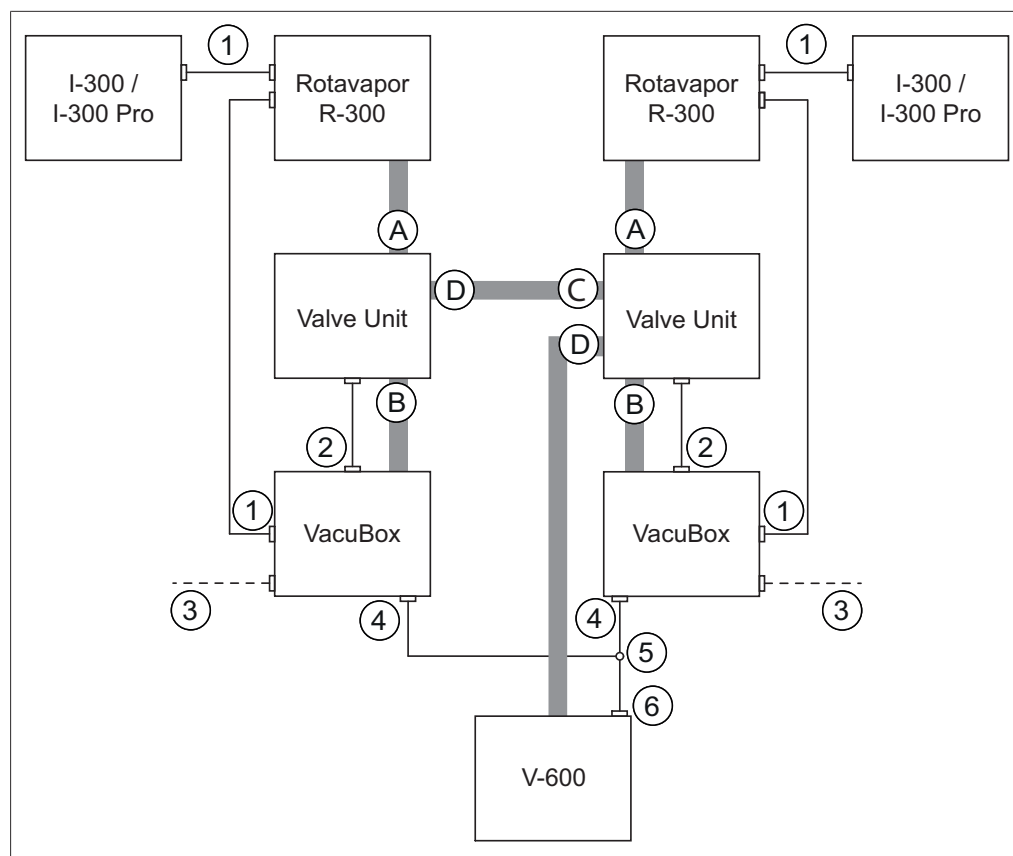 1
1
I-300 /
I-300 Pro
Rotavapor
R-300
Rotavapor
R-300
I-300 /
I-300 Pro
A
A
D
C
Valve Unit
Valve Unit
D
B
B
2
2
1
1
VacuBox
VacuBox
3
4
4
3
5
6
V-600